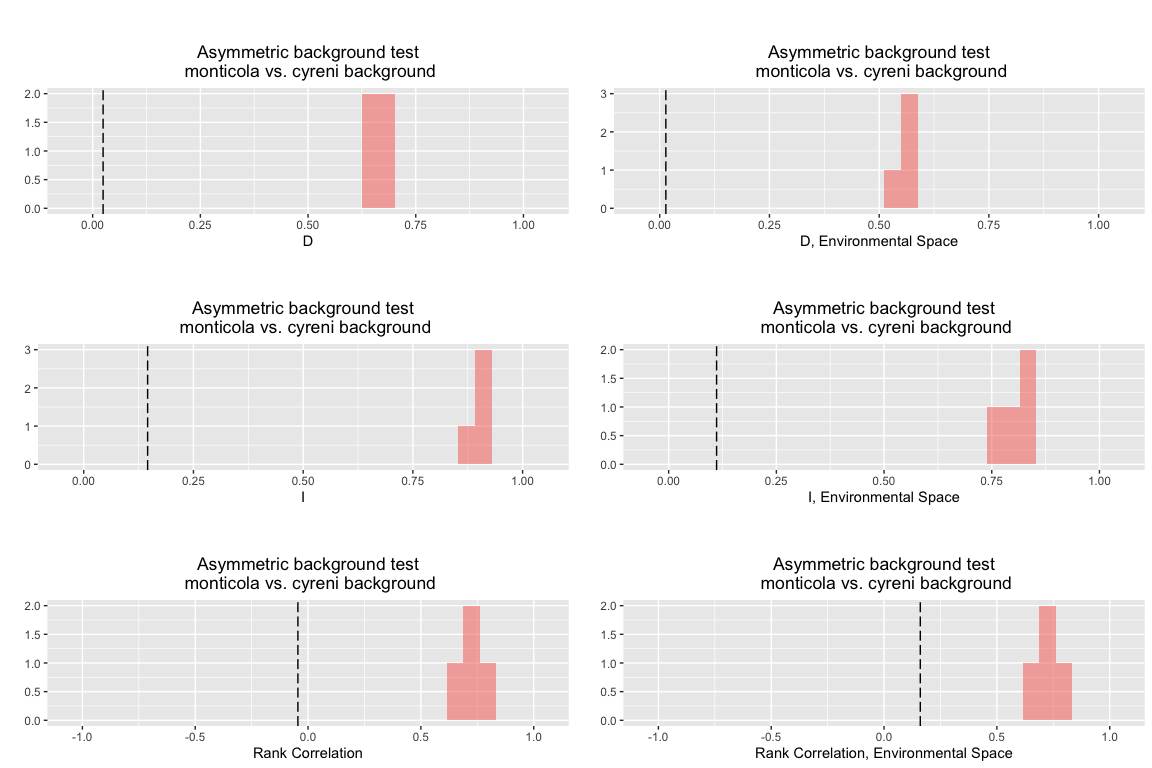 Asymmetric background test
monticola vs. cyreni background
2.0
1.5
1.0
0.5
0.0
0.00 0.25 0.50 0.75 1.00
D
Asymmetric background test
monticola vs. cyreni background
3
2
1
0
0.00 0.25 0.50 0.75 1.00
D, Environmental Space
Asymmetric background test
monticola vs. cyreni background
3
2
1
0
0.00 0.25 0.50 0.75 1.00
I
Asymmetric background test
monticola vs. cyreni background
2.0
1.5
1.0
0.5
0.0
0.00 0.25 0.50 0.75 1.00
I, Environmental Space
Asymmetric background test
monticola vs. cyreni background
2.0
1.5
1.0
0.5
0.0
-1.0 -0.5 0.0 0.5 1.0
Rank Correlation
Asymmetric background test
monticola vs. cyreni background
2.0
1.5
1.0
0.5
0.0
-1.0 -0.5 0.0 0.5 1.0
Rank Correlation, Environmental Space